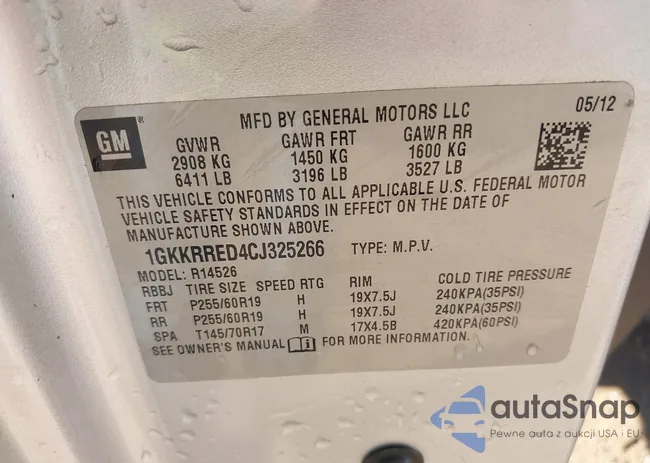 GM
MFD BY GENERAL MOTORS LLC 05/12
GVWR GAWR FRT GAWR RR
2908 KG 1450 KG 1600 KG
6411 LB 3196 LB 3527 LB
THIS VEHICLE CONFORMS TO ALL APPLICABLE U.S. FEDERAL MOTOR
VEHICLE SAFETY STANDARDS IN EFFECT ON THE DATE OF
MANUFACTURE SHOWN ABOVE.
1GKKRRED4CJ325266 TYPE: M.P.V.
MODEL: R14526
RBBJ TIRE SIZE SPEED RTG RIM COLD TIRE PRESSURE
FRT P255/60R19 H 19X7.5J 240KPA(35PSI)
RR P255/60R19 H 19X7.5J 240KPA(35PSI)
SPA T145/70R17 M 17X4.5B 420KPA(60PSI)
SEE OWNER'S MANUAL FOR MORE INFORMATION.
autaSnap
Pewne auta z aukcji USA i EU